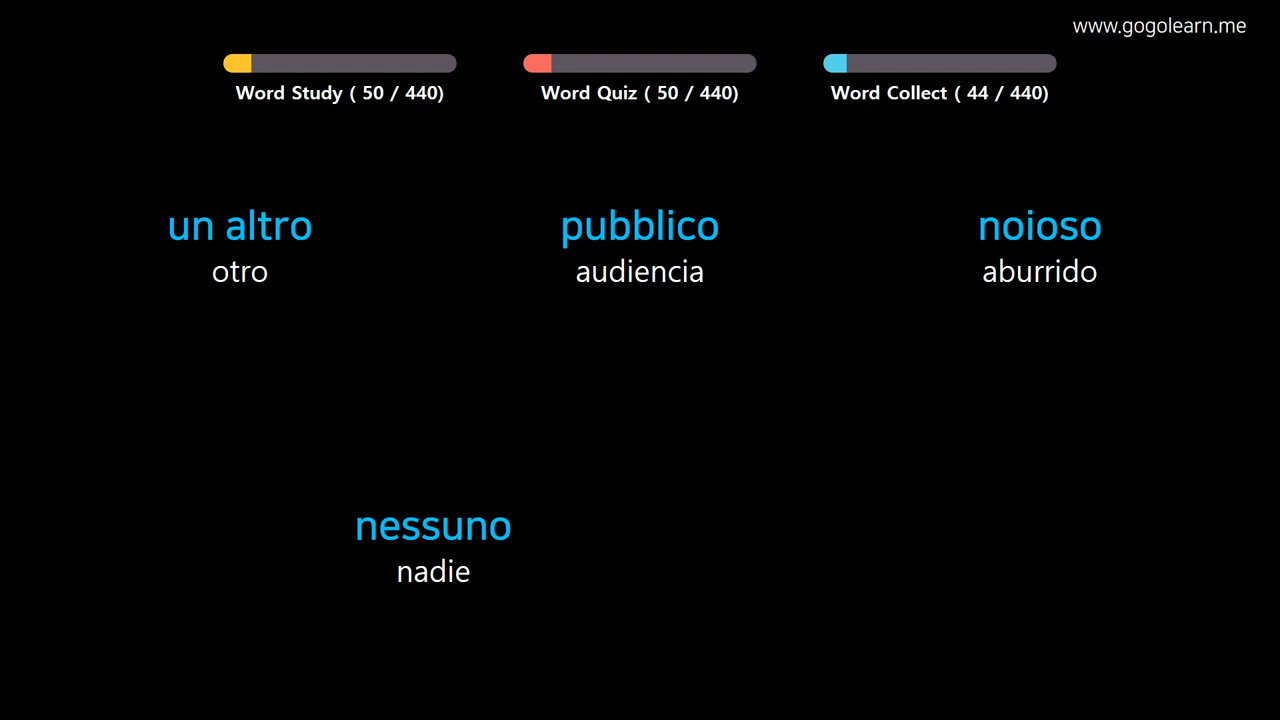 www.gogolearn.me
Word Study ( 50 / 440)
Word Quiz ( 50 / 440)
Word Collect ( 44 / 440)
un altro
otro
pubblico
audiencia
noioso
aburrido
nessuno
nadie